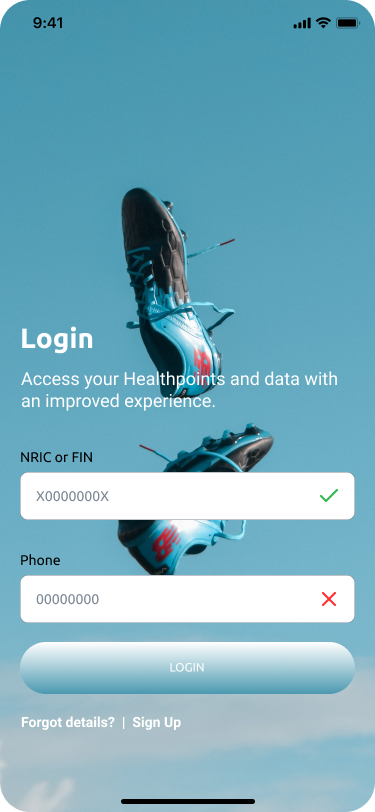 9:41
Login
Access your Healthpoints and data with
an improved experience.
NRIC or FIN
X0000000X
Phone
00000000
LOGIN
Forgot details? | Sign Up